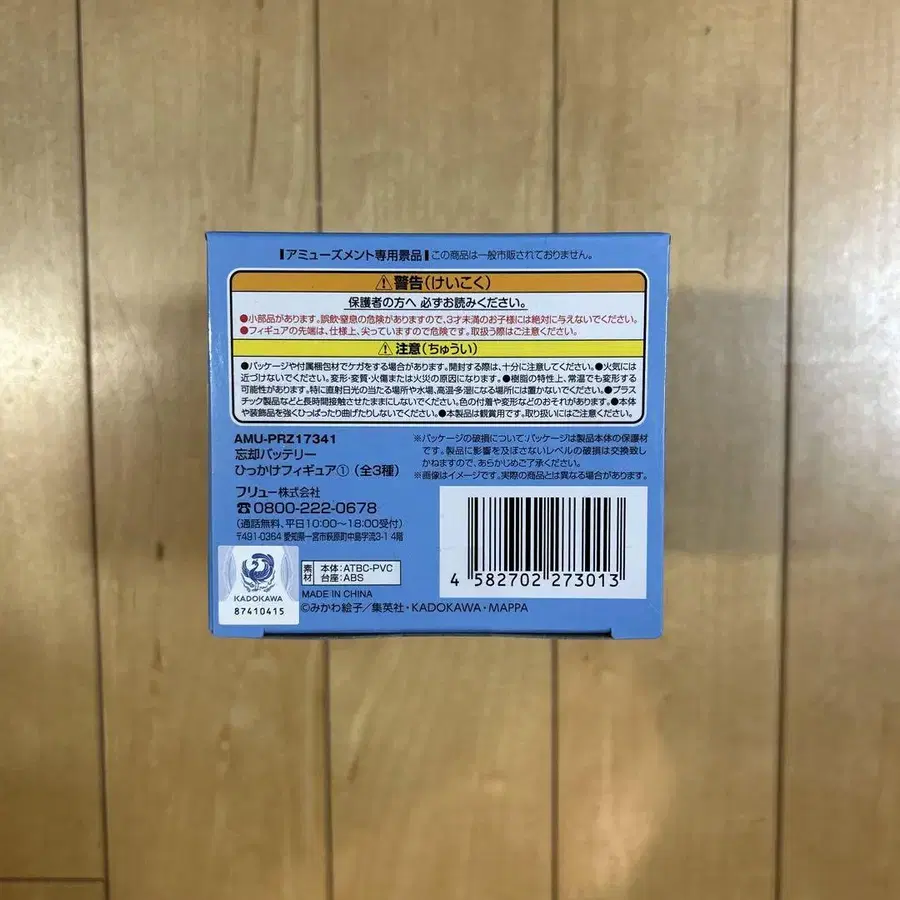 アミューズメント専用景品 この商品は一般市販されておりません。
⚠警告(けいこく)
保護者の方へ 必ずお読みください。
●小部品があります。誤飲・窒息の危険がありますので、3才未満のお子様には絶対に与えないでください。
●フィギュアの先端は、仕様上、尖っていますので危険です。取扱う際はご注意ください。
⚠注意(ちゅうい)
●パッケージや付属梱包材でケガをする場合があります。開封する際は、十分に注意してください。●火気には
近づけないでください。変形・変質・火傷または火災の原因になります。●樹脂の特性上、常温でも変形する
可能性があります。特に直射日光の当たる場所や水場、高温・多湿になる場所には置かないでください。●プラス
チック製品などと長時間接触させたままにしないでください。色の付着や変形などのおそれがあります。●本体
や装飾品を強くひっぱったり曲げたりしないでください。●本製品は観賞用です。取り扱いにはご注意ください。
AMU-PRZ17341
忘却バッテリー
ひっかけフィギュア①(全3種)
フリュー株式会社
☎0800-222-0678
(通話無料、平日10:00~18:00受付)
〒491-0364 愛知県一宮市萩原町中島字流3-1 4階
※パッケージの破損について:パッケージは製品本体の保護材
です。製品に影響を及ぼさないレベルの破損は交換致し
かねますので、あらかじめご了承ください。
※画像はイメージです。実際の商品とは異なる場合があります。
素材 本体:ATBC-PVC
台座:ABS
MADE IN CHINA
©みかわ絵子/集英社・KADOKAWA・MAPPA
KADOKAWA
87410415
4 582702 273013